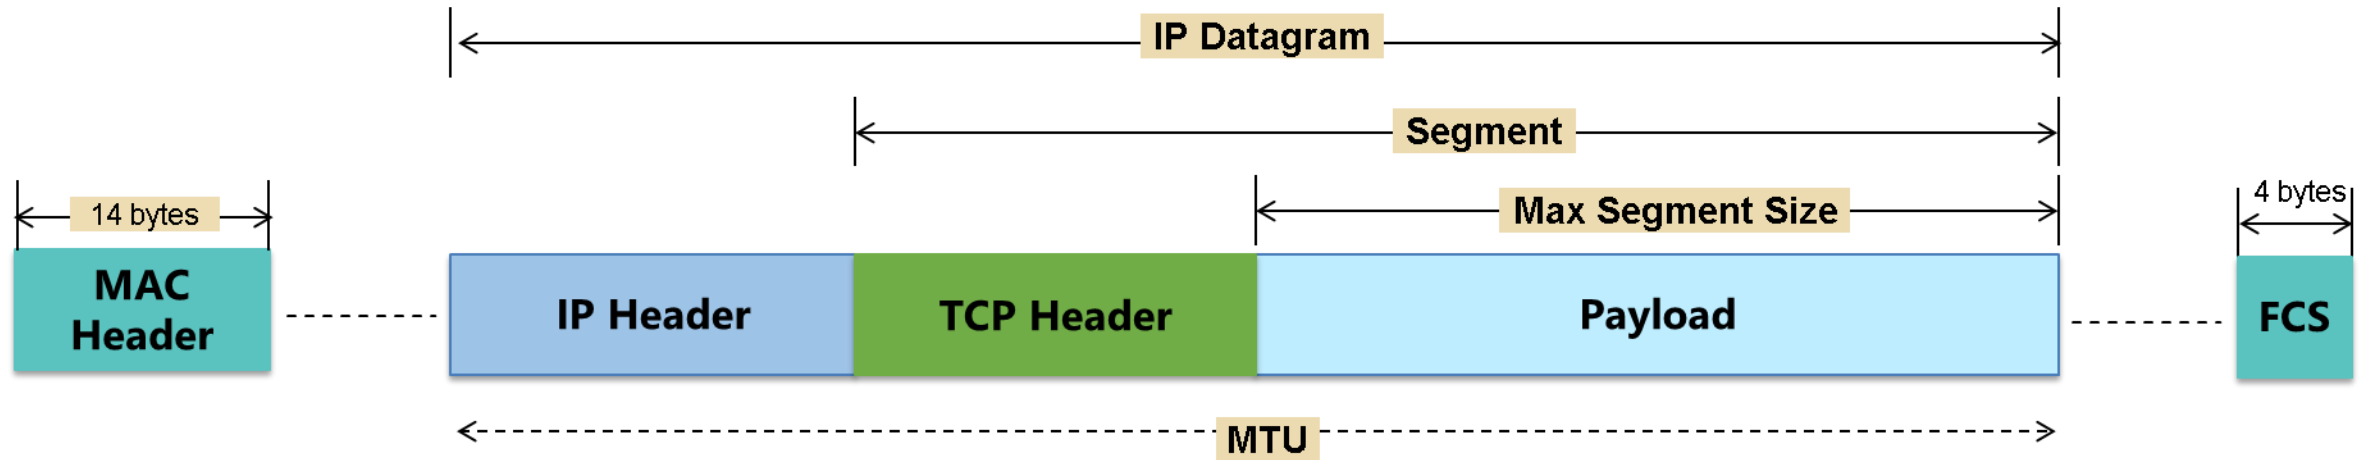 IP Datagram
Segment
Max Segment Size
14 bytes
4 bytes
MAC
Header
IP Header
TCP Header
Payload
FCS
MTU